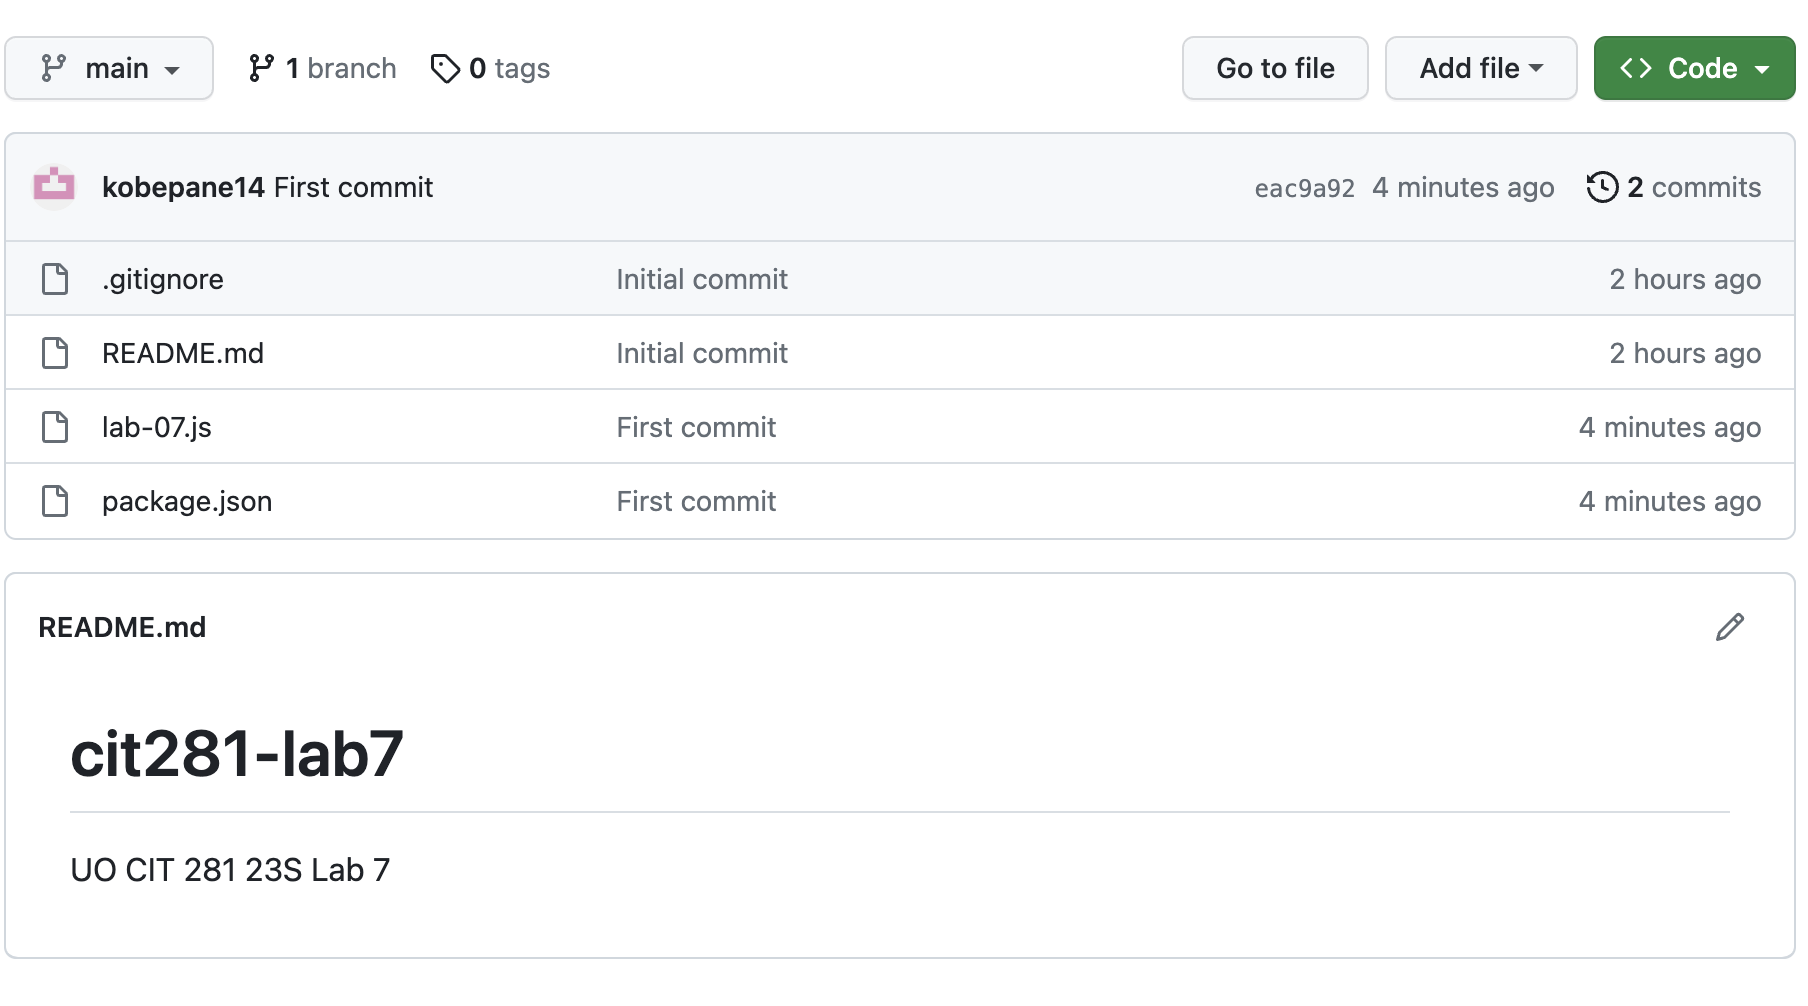 main 1 branch 0 tags Go to file Add file Code
kobepane14 First commit eac9a92 4 minutes ago 2 commits
.gitignore Initial commit 2 hours ago
README.md Initial commit 2 hours ago
lab-07.js First commit 4 minutes ago
package.json First commit 4 minutes ago
README.md
cit281-lab7
UO CIT 281 23S Lab 7